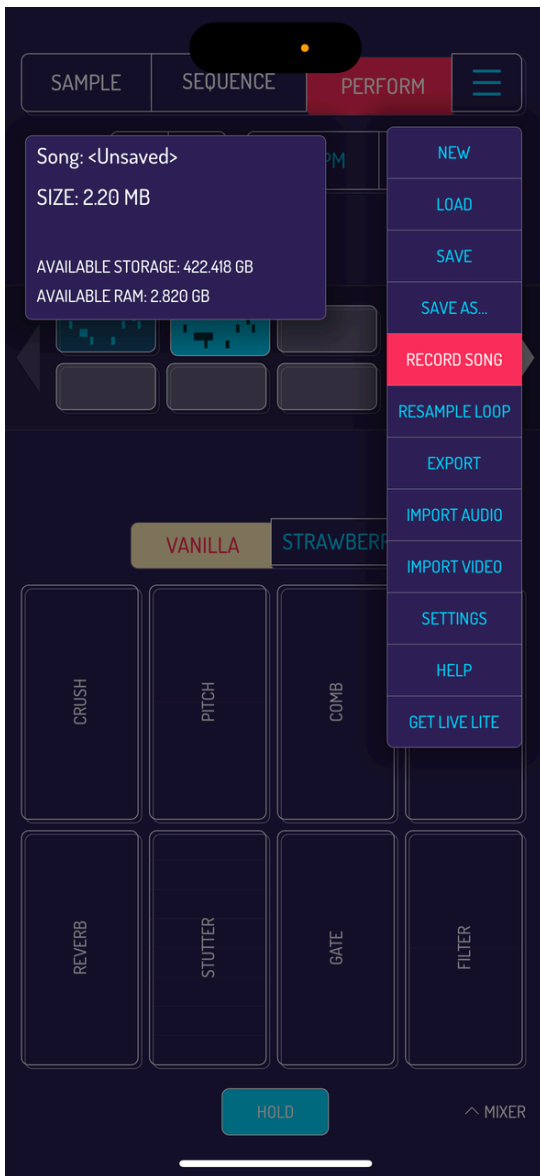 SAMPLE
SEQUENCE
PERFORM
Song: <Unsaved>
SIZE: 2.20 MB
AVAILABLE STORAGE: 422.418 GB
AVAILABLE RAM: 2.820 GB
PM
NEW
LOAD
SAVE
SAVE AS...
RECORD SONG
RESAMPLE LOOP
EXPORT
IMPORT AUDIO
IMPORT VIDEO
SETTINGS
HELP
GET LIVE LITE
VANILLA
STRAWBERR
CRUSH
PITCH
COMB
REVERB
STUTTER
GATE
FILTER
HOLD
MIXER